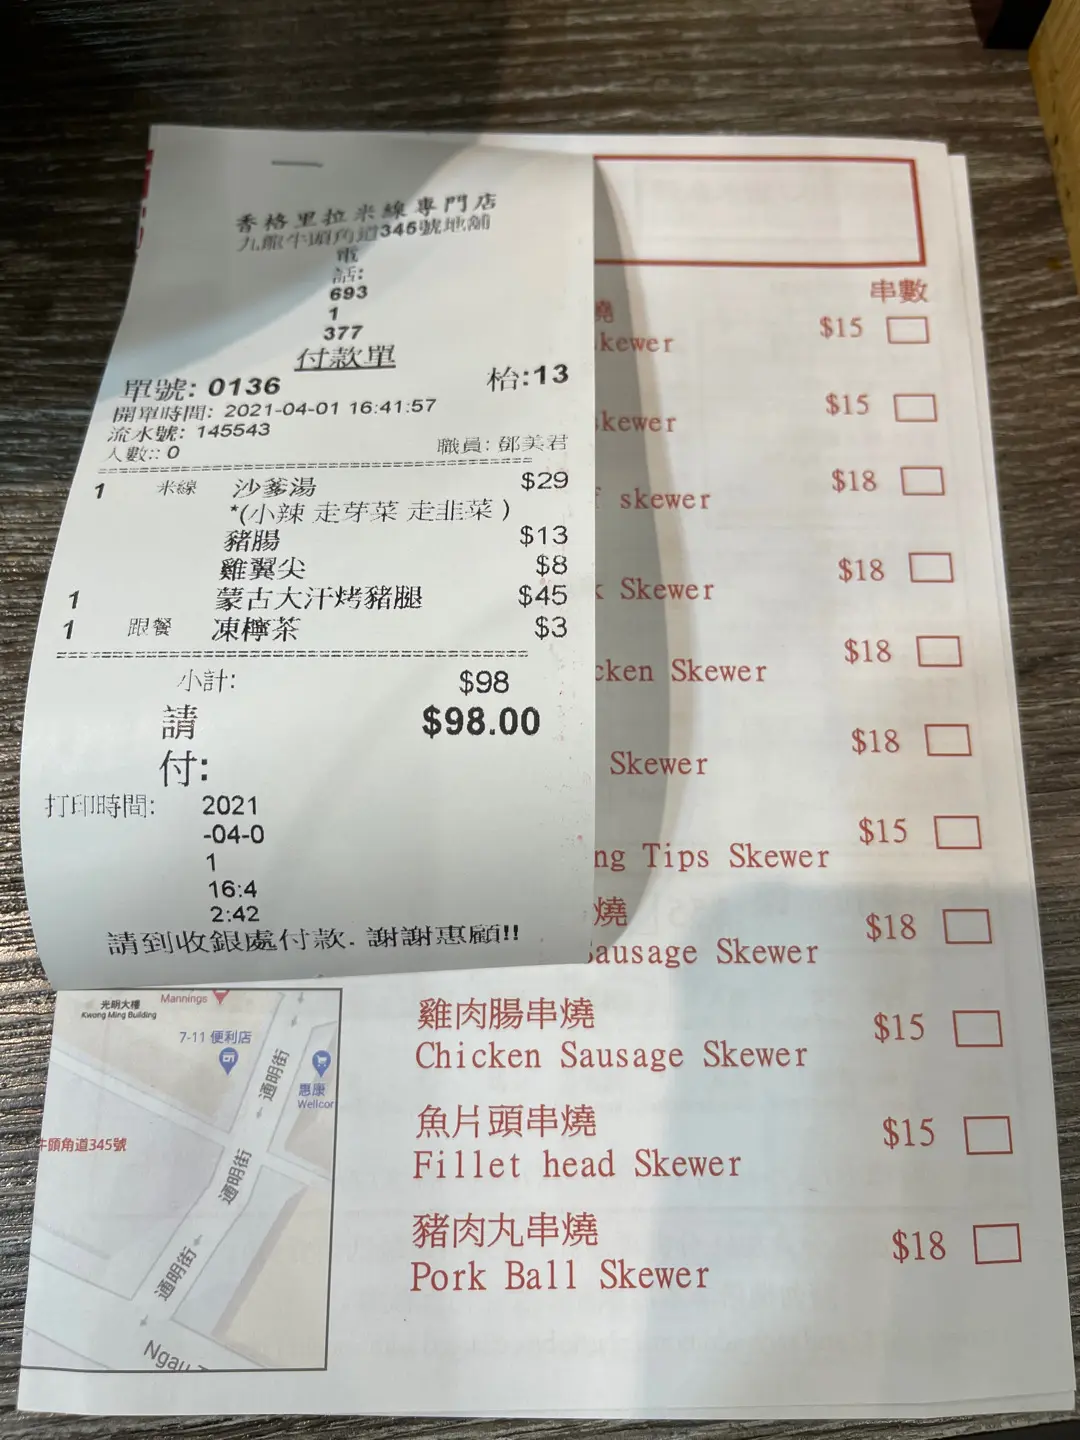 香格里拉米線專門店
九龍牛頭角道345號地舖
電
話:
693
1
377
付款單
單號: 0136 枱:13
開單時間: 2021-04-01 16:41:57
流水號: 145543
人數:: 0 職員: 鄧美君
1 米線 沙爹湯 $29
*(小辣 走芽菜 走韭菜 )
豬腸 $13
雞翼尖 $8
1 蒙古大汗烤豬腿 $45
1 跟餐 凍檸茶 $3
小計: $98
請 $98.00
付:
打印時間: 2021
-04-0
1
16:4
2:42
請到收銀處付款. 謝謝惠顧!!
串數
燒
kewer $15
kewer $15
skewer $18
Skewer $18
cken Skewer $18
Skewer $18
ng Tips Skewer $15
燒
ausage Skewer $18
雞肉腸串燒
Chicken Sausage Skewer $15
魚片頭串燒
Fillet head Skewer $15
豬肉丸串燒
Pork Ball Skewer $18
光明大樓
Kwong Ming Building
Mannings
7-11 便利店
通明街
惠康
Wellcor
牛頭角道345號
通明街
通明街
Ngau T